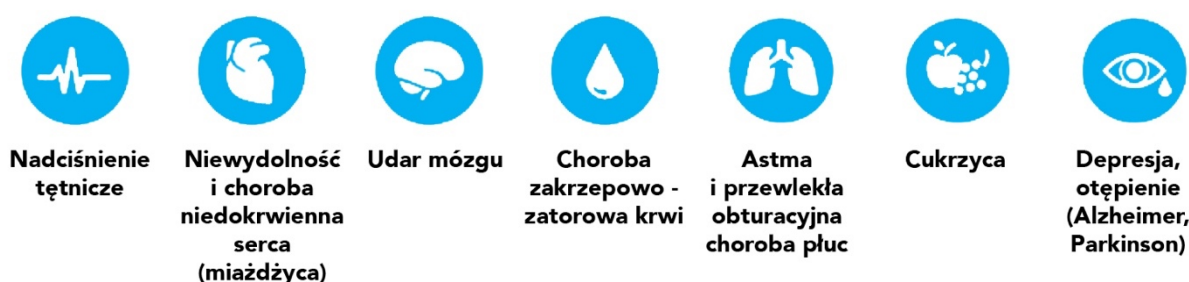 Nadciśnienie
tętnicze
Niewydolność
i choroba
niedokrwienna
serca
(miażdżyca)
Udar mózgu
Choroba
zakrzepowo -
zatorowa krwi
Astma
i przewlekła
obturacyjna
choroba płuc
Cukrzyca
Depresja,
otępienie
(Alzheimer,
Parkinson)